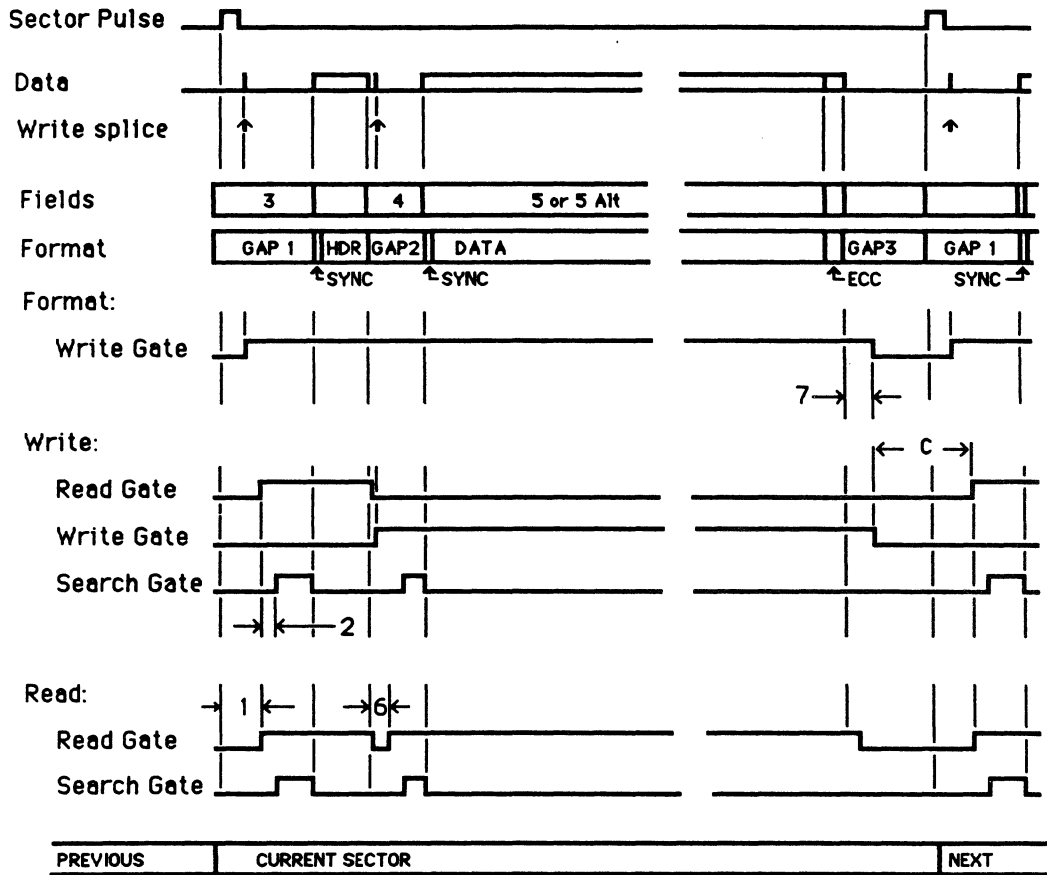 Sector Pulse
Data
Write splice
Fields 3 4 5 or 5 Alt
Format GAP 1 HDR GAP2 DATA GAP3 GAP 1
SYNC SYNC ECC SYNC
Format:
Write Gate
7
Write:
C
Read Gate
Write Gate
Search Gate
2
Read:
1 6
Read Gate
Search Gate
PREVIOUS CURRENT SECTOR NEXT